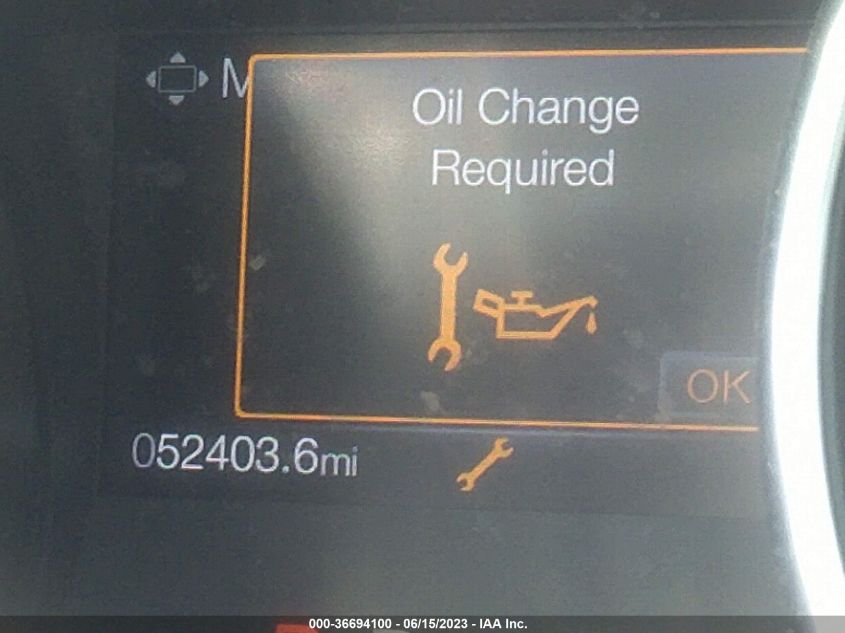 M
Oil Change
Required
OK
052403.6mi
000-36694100 - 06/15/2023 - IAA Inc.